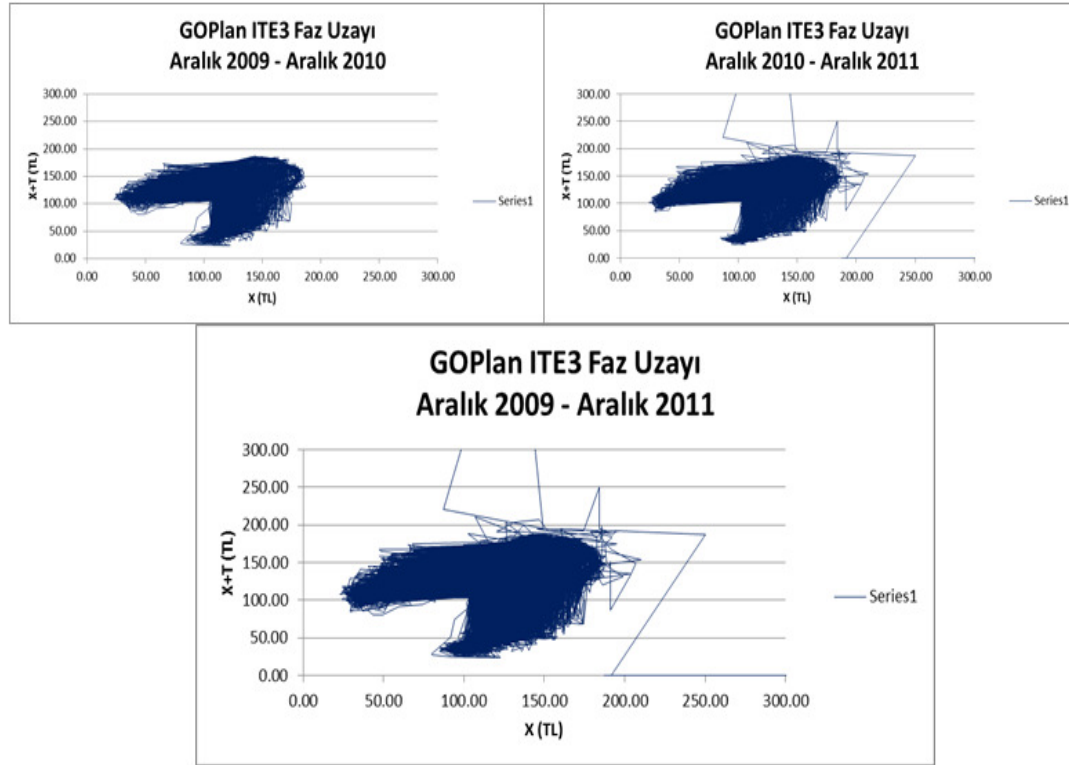 GOPlan ITE3 Faz Uzayı
Aralık 2009 - Aralık 2010
300.00
250.00
200.00
150.00
100.00
50.00
0.00
X+T (TL)
0.00 50.00 100.00 150.00 200.00 250.00 300.00
X (TL)
Series1
GOPlan ITE3 Faz Uzayı
Aralık 2010 - Aralık 2011
300.00
250.00
200.00
150.00
100.00
50.00
0.00
X+T (TL)
0.00 50.00 100.00 150.00 200.00 250.00 300.00
X (TL)
Series1
GOPlan ITE3 Faz Uzayı
Aralık 2009 - Aralık 2011
300.00
250.00
200.00
150.00
100.00
50.00
0.00
X+T (TL)
0.00 50.00 100.00 150.00 200.00 250.00 300.00
X (TL)
Series1